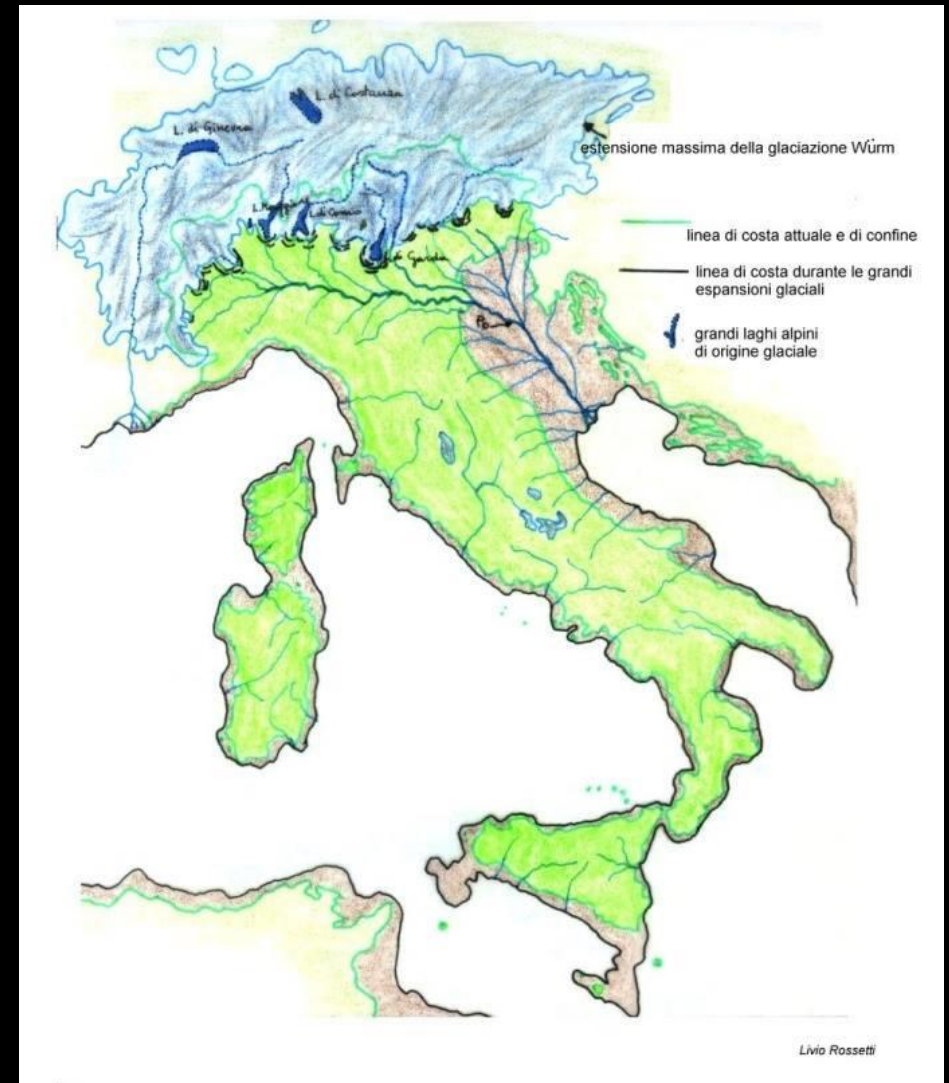 L. di Costanza
L. di Ginevra
estensione massima della glaciazione Würm
L. Maggiore
L. di Como
L. di Garda
linea di costa attuale e di confine
linea di costa durante le grandi
espansioni glaciali
Po
grandi laghi alpini
di origine glaciale
Livio Rossetti